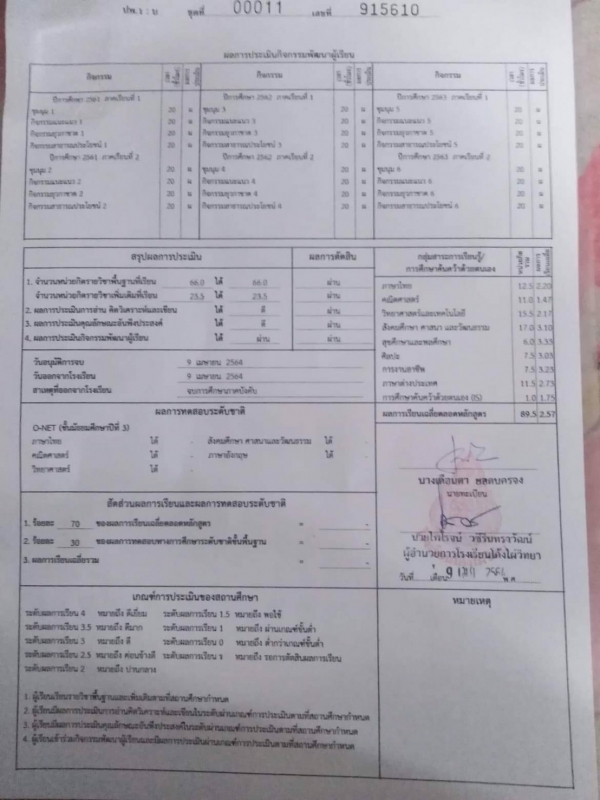 ปพ.1 : บ ชุดที่ 00011 เลขที่ 915610
ผลการประเมินกิจกรรมพัฒนาผู้เรียน
กิจกรรม เวลา (ชั่วโมง) ผลการประเมิน กิจกรรม เวลา (ชั่วโมง) ผลการประเมิน กิจกรรม เวลา (ชั่วโมง) ผลการประเมิน
ปีการศึกษา 2561 ภาคเรียนที่ 1
ชุมนุม 1 20 ผ
กิจกรรมแนะแนว 1 20 ผ
กิจกรรมยุวกาชาด 1 20 ผ
กิจกรรมสาธารณประโยชน์ 1 20 ผ
ปีการศึกษา 2561 ภาคเรียนที่ 2
ชุมนุม 2 20 ผ
กิจกรรมแนะแนว 2 20 ผ
กิจกรรมยุวกาชาด 2 20 ผ
กิจกรรมสาธารณประโยชน์ 2 20 ผ
ปีการศึกษา 2562 ภาคเรียนที่ 1
ชุมนุม 3 20 ผ
กิจกรรมแนะแนว 3 20 ผ
กิจกรรมยุวกาชาด 3 20 ผ
กิจกรรมสาธารณประโยชน์ 3 20 ผ
ปีการศึกษา 2562 ภาคเรียนที่ 2
ชุมนุม 4 20 ผ
กิจกรรมแนะแนว 4 20 ผ
กิจกรรมยุวกาชาด 4 20 ผ
กิจกรรมสาธารณประโยชน์ 4 20 ผ
ปีการศึกษา 2563 ภาคเรียนที่ 1
ชุมนุม 5 20 ผ
กิจกรรมแนะแนว 5 20 ผ
กิจกรรมยุวกาชาด 5 20 ผ
กิจกรรมสาธารณประโยชน์ 5 20 ผ
ปีการศึกษา 2563 ภาคเรียนที่ 2
ชุมนุม 6 20 ผ
กิจกรรมแนะแนว 6 20 ผ
กิจกรรมยุวกาชาด 6 20 ผ
กิจกรรมสาธารณประโยชน์ 6 20 ผ
สรุปผลการประเมิน ผลการตัดสิน
1. จำนวนหน่วยกิตรายวิชาพื้นฐานที่เรียน 66.0 ได้ 66.0 ผ่าน
จำนวนหน่วยกิตรายวิชาเพิ่มเติมที่เรียน 23.5 ได้ 23.5 ผ่าน
2. ผลการประเมินการอ่าน คิดวิเคราะห์และเขียน ได้ ดี ผ่าน
3. ผลการประเมินคุณลักษณะอันพึงประสงค์ ได้ ดี ผ่าน
4. ผลการประเมินกิจกรรมพัฒนาผู้เรียน ได้ ผ่าน ผ่าน
วันอนุมัติการจบ 9 เมษายน 2564
วันออกจากโรงเรียน 9 เมษายน 2564
สาเหตุที่ออกจากโรงเรียน จบการศึกษาภาคบังคับ
กลุ่มสาระการเรียนรู้/ การศึกษาค้นคว้าด้วยตนเอง หน่วยกิตรวม ผลการเรียนเฉลี่ย
ภาษาไทย 12.5 2.20
คณิตศาสตร์ 11.0 1.47
วิทยาศาสตร์และเทคโนโลยี 15.5 2.17
สังคมศึกษา ศาสนา และวัฒนธรรม 17.0 3.10
สุขศึกษาและพลศึกษา 6.0 3.33
ศิลปะ 7.5 3.03
การงานอาชีพ 7.5 3.23
ภาษาต่างประเทศ 11.5 2.73
การศึกษาค้นคว้าด้วยตนเอง (IS) 1.0 1.75
ผลการเรียนเฉลี่ยตลอดหลักสูตร 89.5 2.57
ผลการทดสอบระดับชาติ
O-NET (ชั้นมัธยมศึกษาปีที่ 3)
ภาษาไทย ได้ - สังคมศึกษา ศาสนาและวัฒนธรรม ได้ -
คณิตศาสตร์ ได้ - ภาษาอังกฤษ ได้ -
วิทยาศาสตร์ ได้ -
สัดส่วนผลการเรียนและผลการทดสอบระดับชาติ
1. ร้อยละ 70 ของผลการเรียนเฉลี่ยตลอดหลักสูตร = -
2. ร้อยละ 30 ของผลการทดสอบทางการศึกษาระดับชาติขั้นพื้นฐาน = -
3. ผลการเรียนเฉลี่ยรวม = -
นายทะเบียน
ผู้อำนวยการโรงเรียนโค้งไผ่วิทยา
วันที่ เดือน พ.ศ.
เกณฑ์การประเมินของสถานศึกษา
ระดับผลการเรียน 4 หมายถึง ดีเยี่ยม ระดับผลการเรียน 1.5 หมายถึง พอใช้
ระดับผลการเรียน 3.5 หมายถึง ดีมาก ระดับผลการเรียน 1 หมายถึง ผ่านเกณฑ์ขั้นต่ำ
ระดับผลการเรียน 3 หมายถึง ดี ระดับผลการเรียน 0 หมายถึง ต่ำกว่าเกณฑ์ขั้นต่ำ
ระดับผลการเรียน 2.5 หมายถึง ค่อนข้างดี ระดับผลการเรียน ร หมายถึง รอการตัดสินผลการเรียน
ระดับผลการเรียน 2 หมายถึง ปานกลาง
1. ผู้เรียนเรียนรายวิชาพื้นฐานและเพิ่มเติมตามที่สถานศึกษากำหนด
2. ผู้เรียนมีผลการประเมินการอ่านคิดวิเคราะห์และเขียนในระดับผ่านเกณฑ์การประเมินตามที่สถานศึกษากำหนด
3. ผู้เรียนมีผลการประเมินคุณลักษณะอันพึงประสงค์ในระดับผ่านเกณฑ์การประเมินตามที่สถานศึกษากำหนด
4. ผู้เรียนเข้าร่วมกิจกรรมพัฒนาผู้เรียนและมีผลการประเมินผ่านเกณฑ์การประเมินตามที่สถานศึกษากำหนด
หมายเหตุ